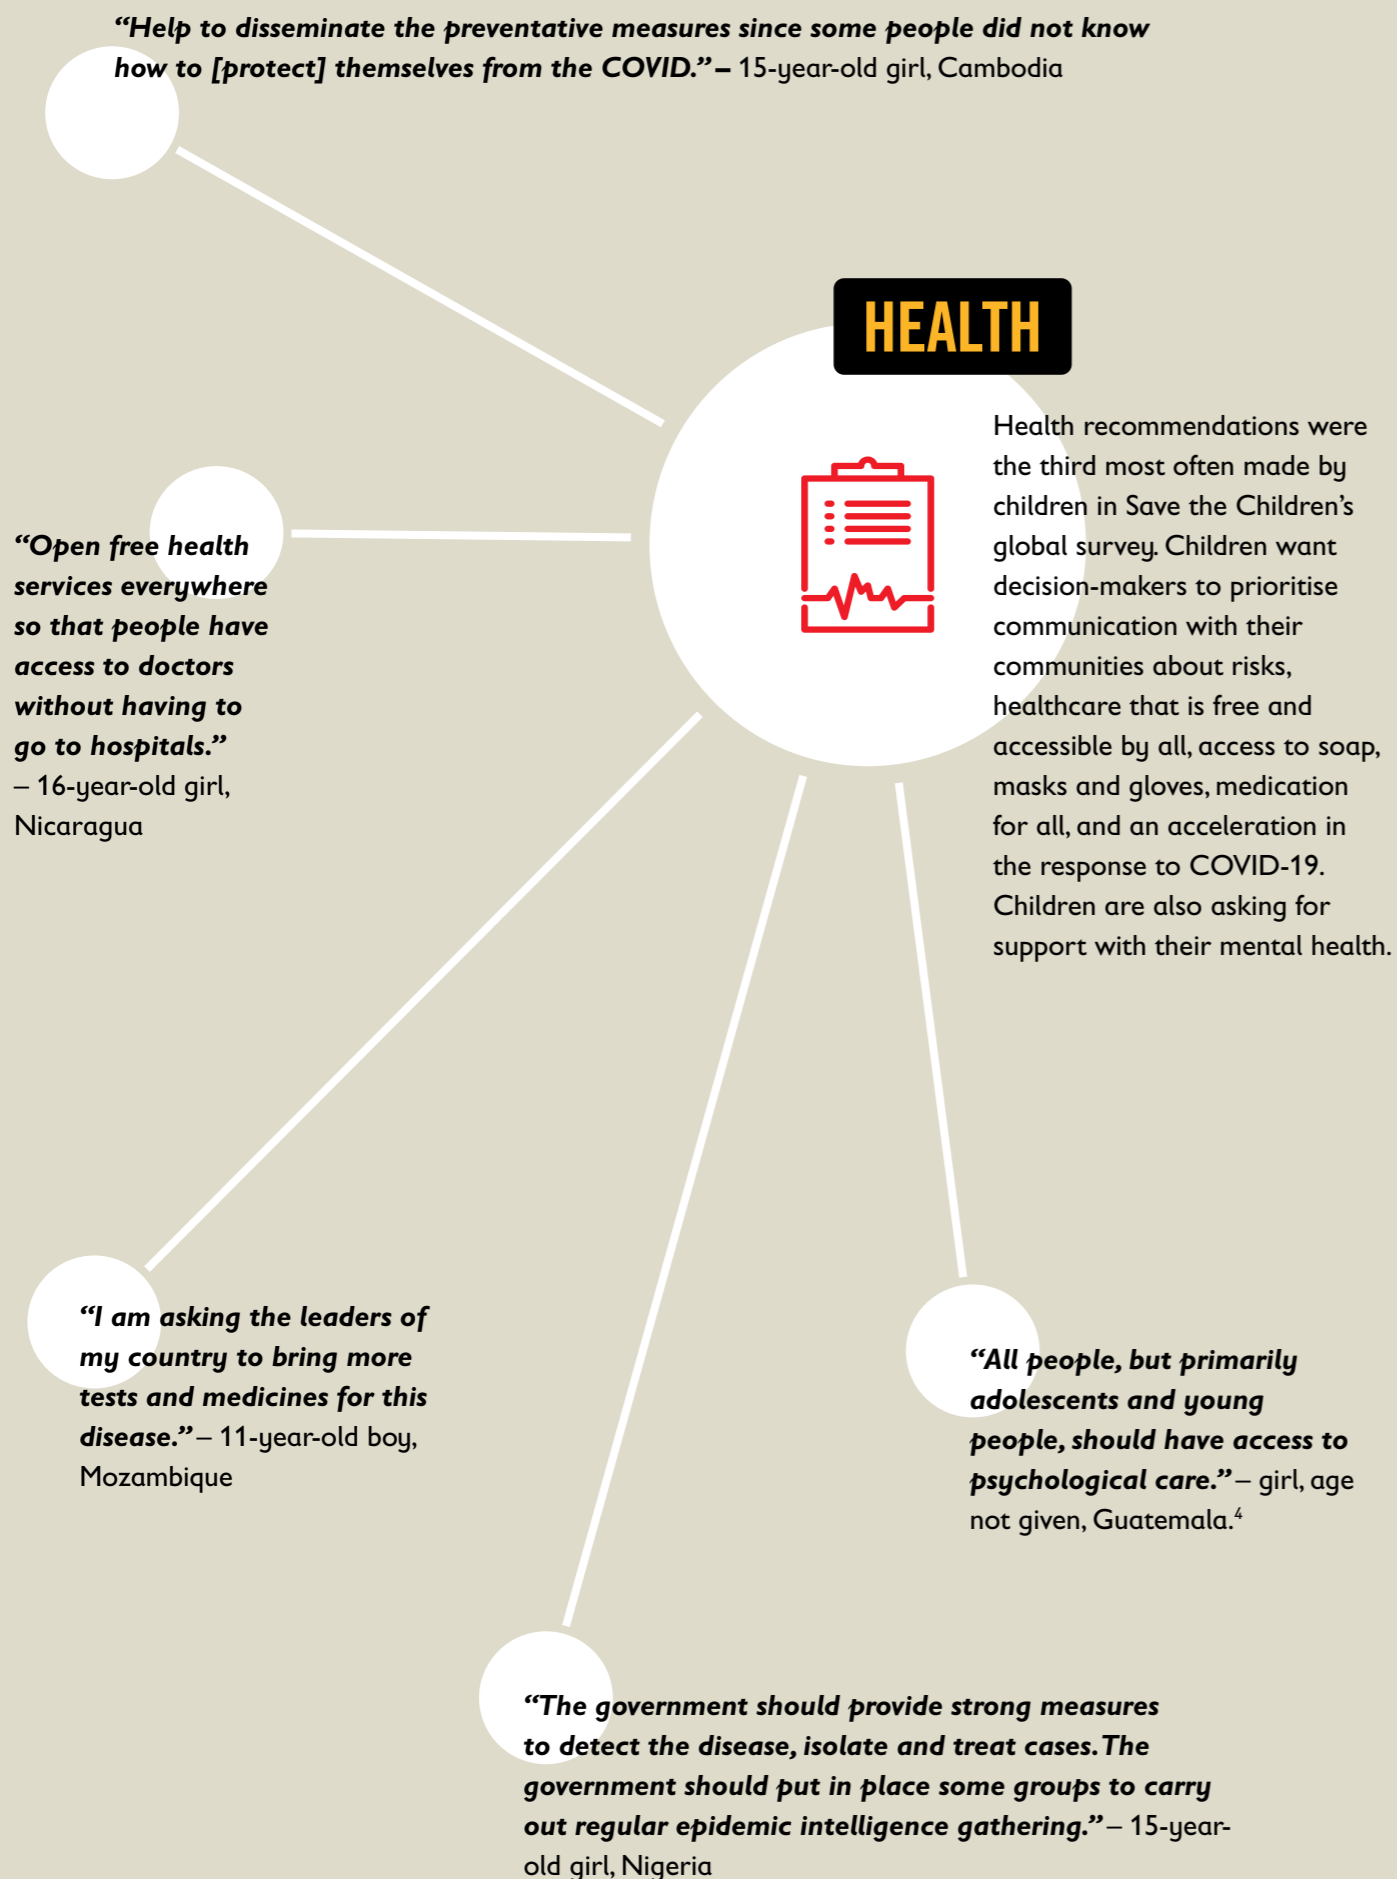 “Help to disseminate the preventative measures since some people did not know
how to [protect] themselves from the COVID.” – 15-year-old girl, Cambodia
HEALTH
Health recommendations were
the third most often made by
children in Save the Children’s
global survey. Children want
decision-makers to prioritise
communication with their
communities about risks,
healthcare that is free and
accessible by all, access to soap,
masks and gloves, medication
for all, and an acceleration in
the response to COVID-19.
Children are also asking for
support with their mental health.
“Open free health
services everywhere
so that people have
access to doctors
without having to
go to hospitals.”
– 16-year-old girl,
Nicaragua
“I am asking the leaders of
my country to bring more
tests and medicines for this
disease.” – 11-year-old boy,
Mozambique
“All people, but primarily
adolescents and young
people, should have access to
psychological care.” – girl, age
not given, Guatemala.⁴
“The government should provide strong measures
to detect the disease, isolate and treat cases. The
government should put in place some groups to carry
out regular epidemic intelligence gathering.” – 15-year-
old girl, Nigeria